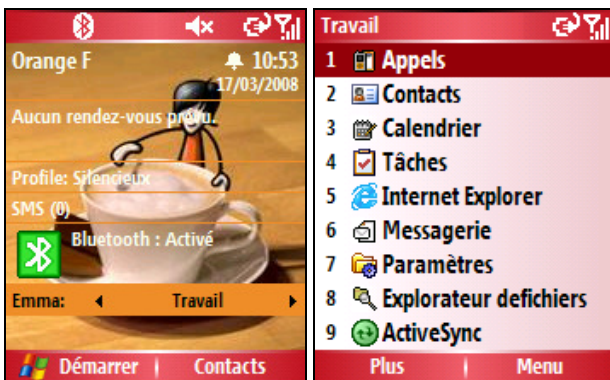 Orange F
10:53
17/03/2008
Aucun rendez-vous prévu.
Profile: Silencieux
SMS (0)
Bluetooth : Activé
Emma:
Travail
Démarrer
Contacts
Travail
1 Appels
2 Contacts
3 Calendrier
4 Tâches
5 Internet Explorer
6 Messagerie
7 Paramètres
8 Explorateur defichiers
9 ActiveSync
Plus
Menu